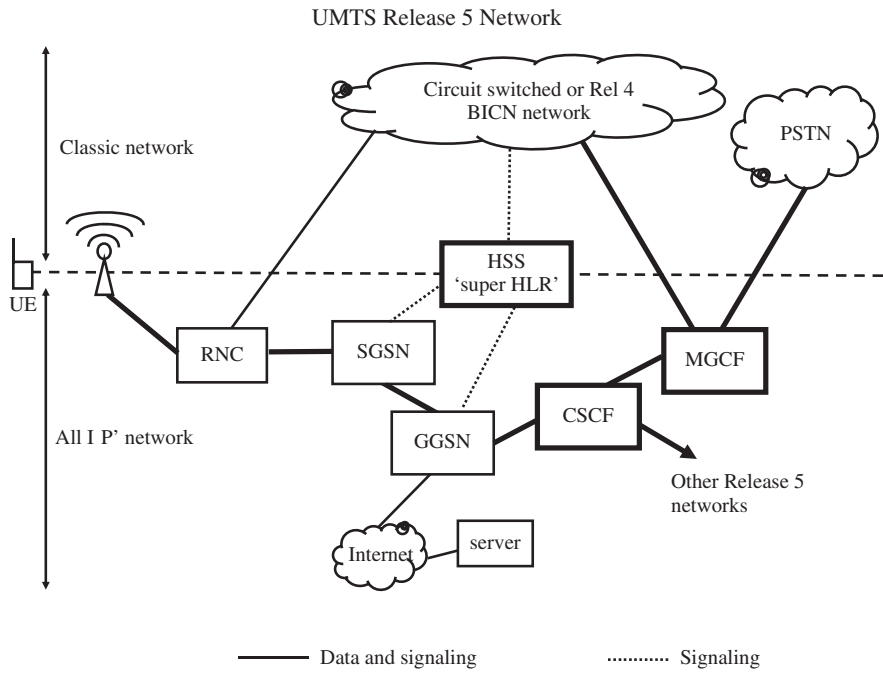 UMTS Release 5 Network
Circuit switched or Rel 4
BICN network
PSTN
Classic network
HSS
'super HLR'
UE
RNC
SGSN
MGCF
CSCF
GGSN
All I P' network
Other Release 5
networks
Internet
server
Data and signaling
Signaling